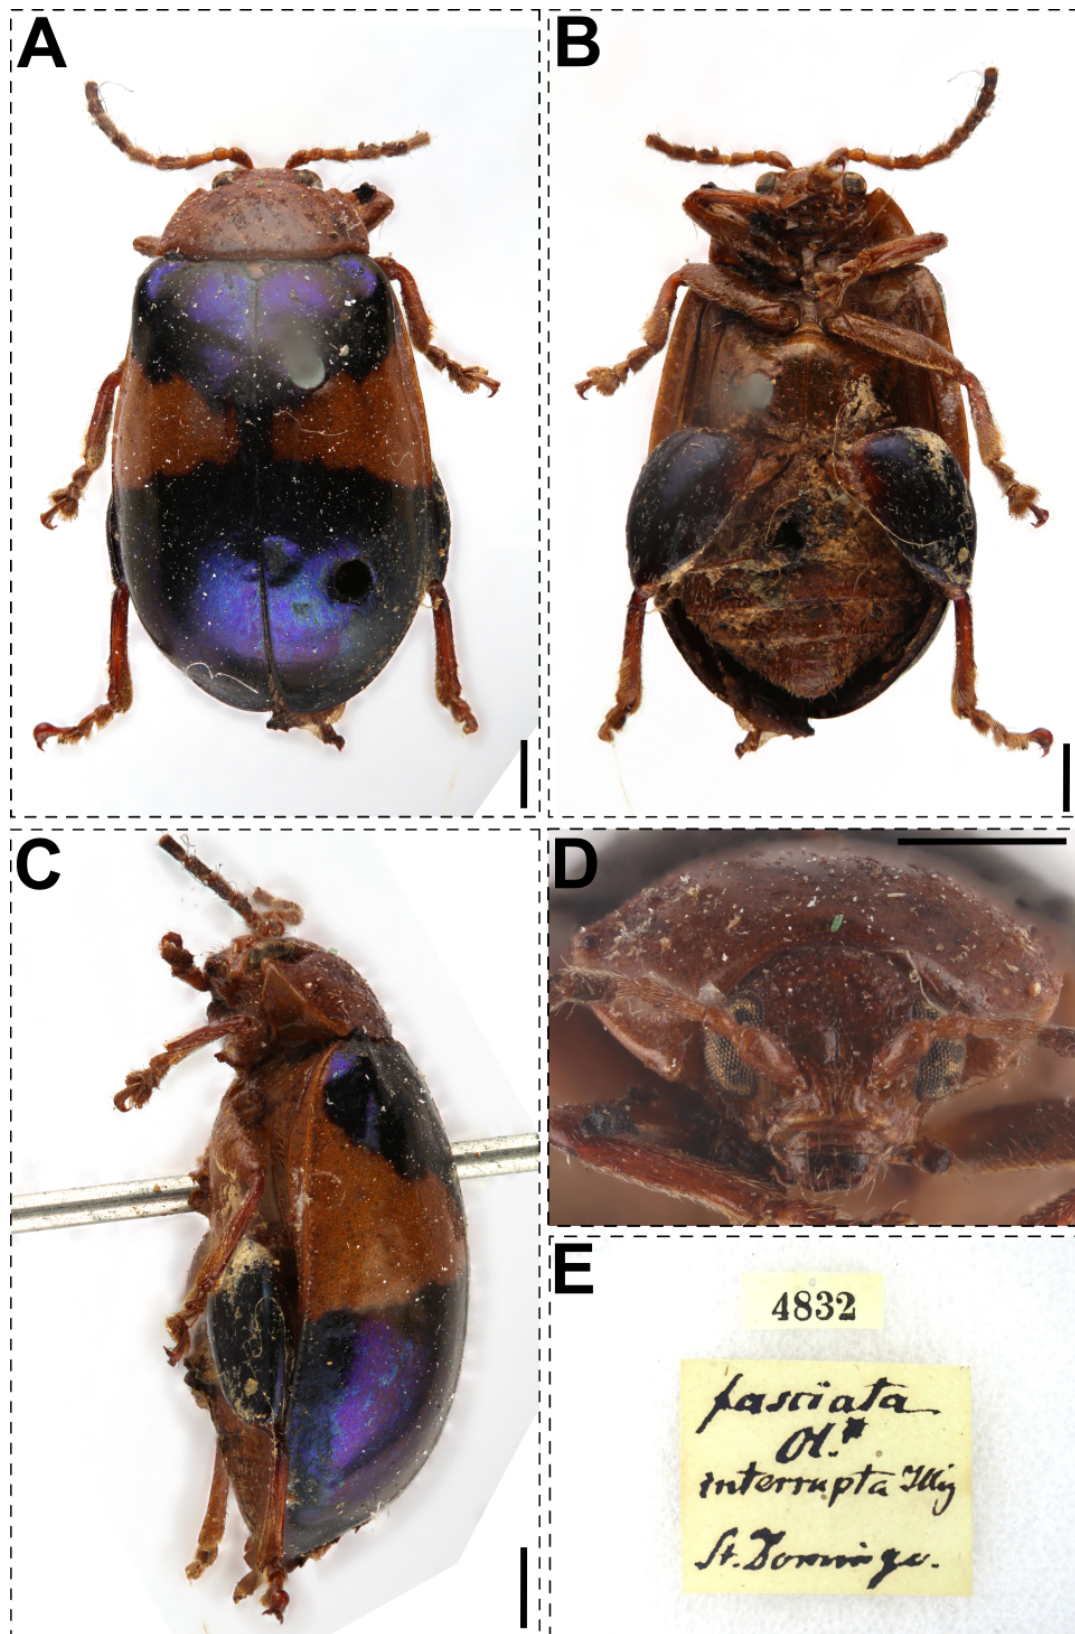 A
B
C
D
E
4832
fasciata
Ol.
interrupta Illig
St. Domingo.